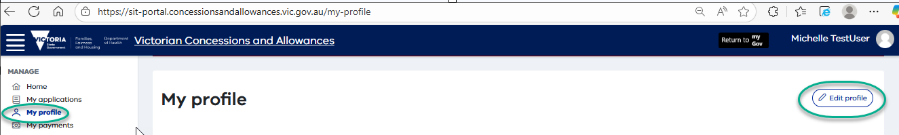 https://sit-portal.concessionsandallowances.vic.gov.au/my-profile
VICTORIA
State
Government
Families,
Fairness
and Housing
Department
of Health
Victorian Concessions and Allowances
Return to
my
Gov
Michelle TestUser
MANAGE
Home
My applications
My profile
My payments
My profile
Edit profile